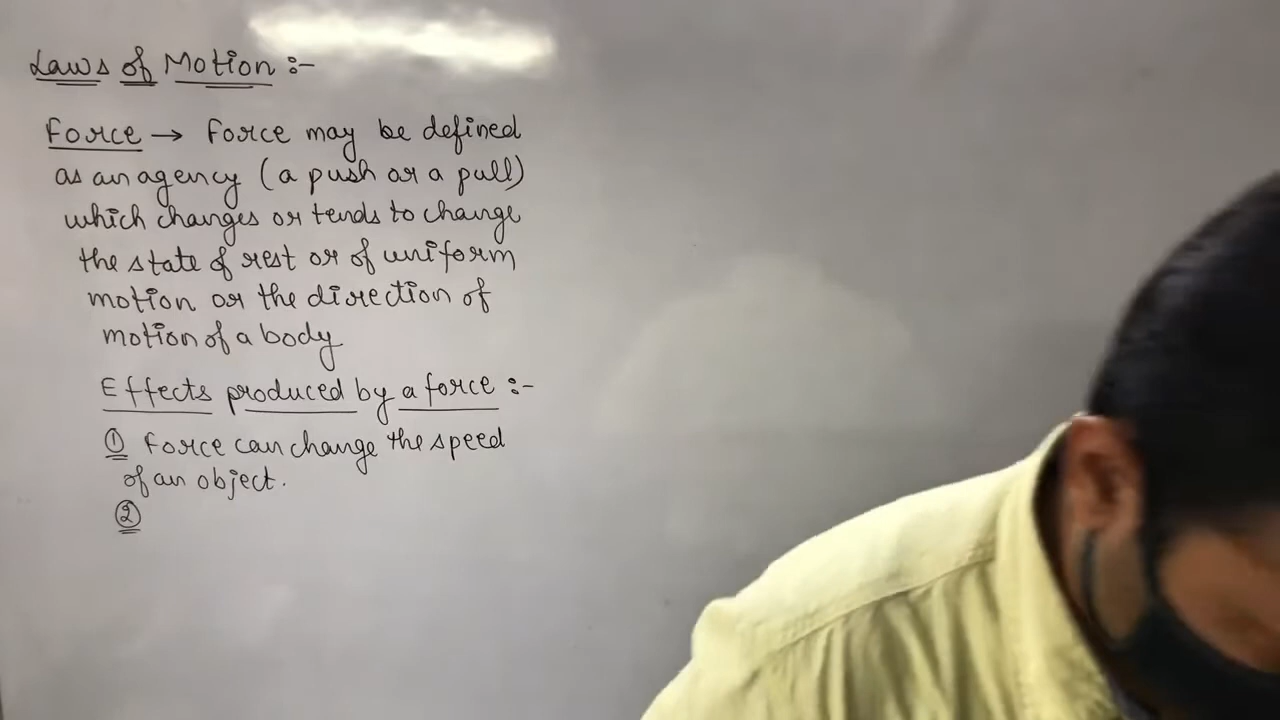 Laws of Motion :-
Force → Force may be defined
as an agency (a push or a pull)
which changes or tends to change
the state of rest or of uniform
motion or the direction of
motion of a body
Effects produced by a force :-
① Force can change the speed
of an object.
②